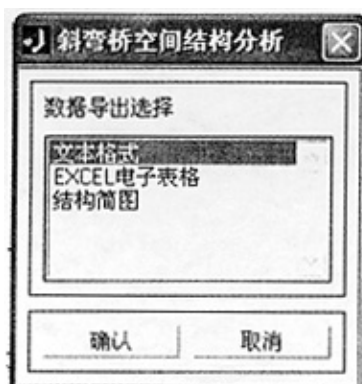 斜弯桥空间结构分析
数据导出选择
文本格式
EXCEL电子表格
结构简图
确认 取消